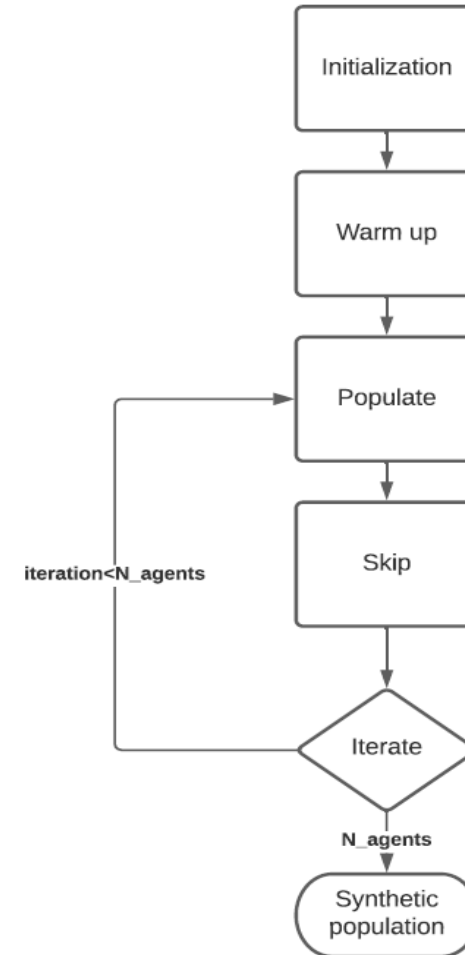 Initialization
Warm up
Populate
iteration<N_agents
Skip
Iterate
N_agents
Synthetic
population